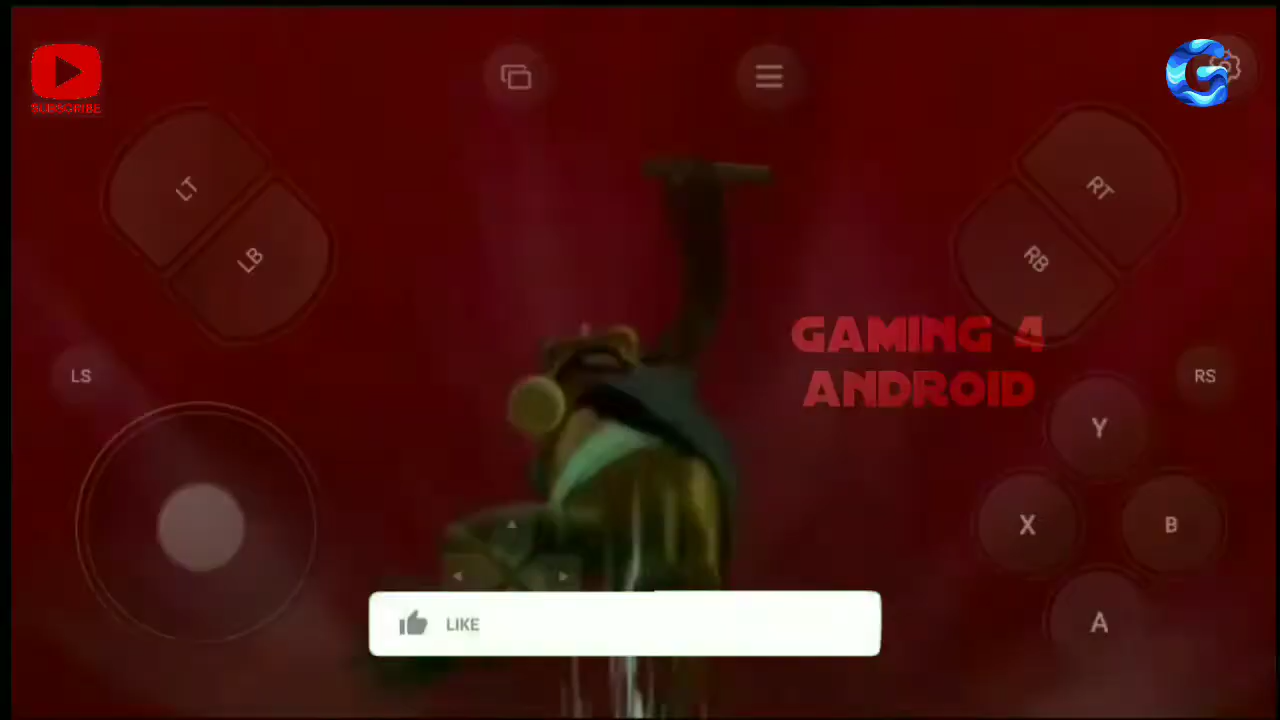 SUBSCRIBE
G
LT
RT
LB
RB
GAMING 4
ANDROID
LS
RS
Y
X
B
LIKE
A